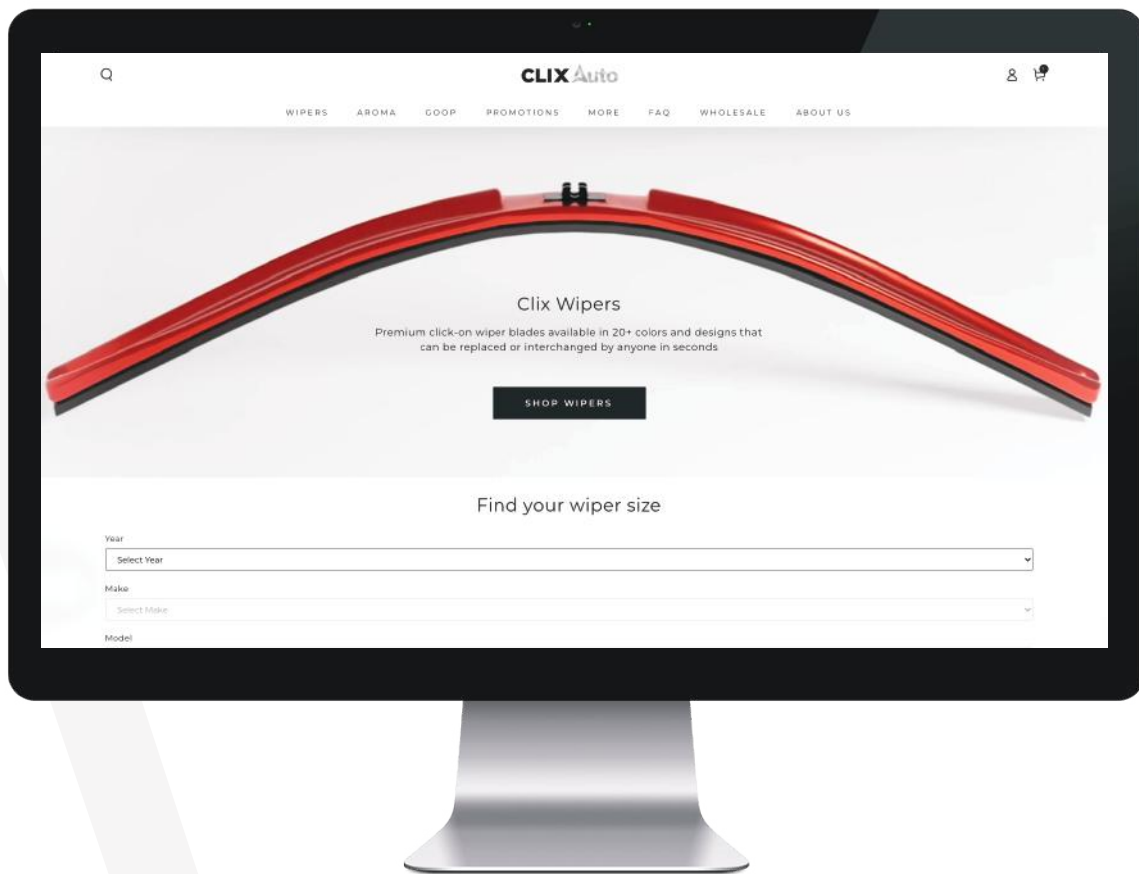 CLIX Auto
WIPERS AROMA GOOP PROMOTIONS MORE FAQ WHOLESALE ABOUT US
Clix Wipers
Premium click-on wiper blades available in 20+ colors and designs that
can be replaced or interchanged by anyone in seconds
SHOP WIPERS
Find your wiper size
Year
Select Year
Make
Select Make
Model